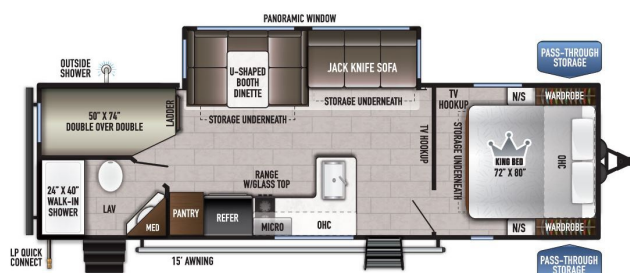 PANORAMIC WINDOW
OUTSIDE
SHOWER
U-SHAPED
BOOTH
DINETTE
JACK KNIFE SOFA
STORAGE UNDERNEATH
STORAGE UNDERNEATH
PASS-THROUGH
STORAGE
50" X 74"
DOUBLE OVER DOUBLE
LADDER
TV
HOOKUP
N/S
WARDROBE
TV HOOKUP
STORAGE UNDERNEATH
KING BED
72" X 80"
OHC
24" X 40"
WALK-IN
SHOWER
LAV
MED
PANTRY
REFER
RANGE
W/GLASS TOP
MICRO
OHC
N/S
WARDROBE
LP QUICK
CONNECT
15' AWNING
PASS-THROUGH
STORAGE